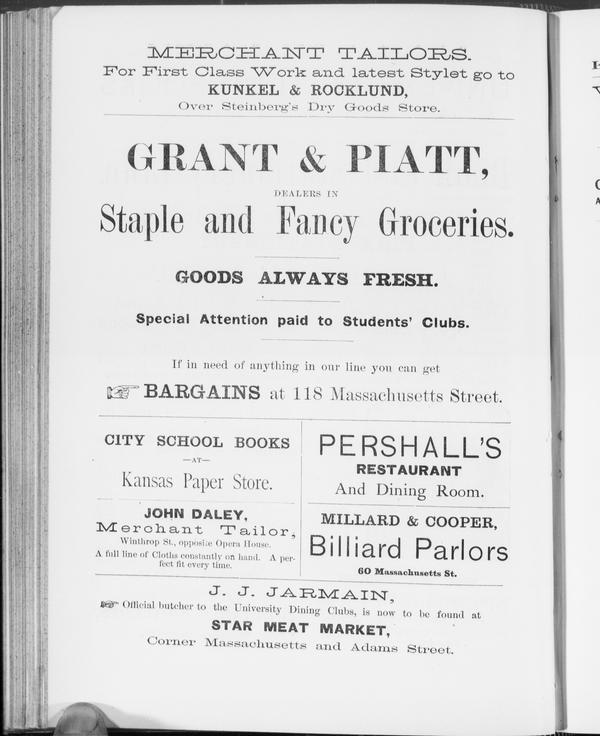 MERCHANT TAILORS.
For First Class Work and latest Stylet go to
KUNKEL & ROCKLUND,
Over Steinberg's Dry Goods Store.
GRANT & PIATT,
DEALERS IN
Staple and Fancy Groceries.
GOODS ALWAYS FRESH.
Special Attention paid to Students' Clubs.
If in need of anything in our line you can get
☞ BARGAINS at 118 Massachusetts Street.
CITY SCHOOL BOOKS
—AT—
Kansas Paper Store.
PERSHALL'S
RESTAURANT
And Dining Room.
JOHN DALEY,
Merchant Tailor,
Winthrop St., opposite Opera House.
A full line of Cloths constantly on hand. A per-
fect fit every time.
MILLARD & COOPER,
Billiard Parlors
60 Massachusetts St.
J. J. JARMAIN,
☞ Official butcher to the University Dining Clubs, is now to be found at
STAR MEAT MARKET,
Corner Massachusetts and Adams Street.